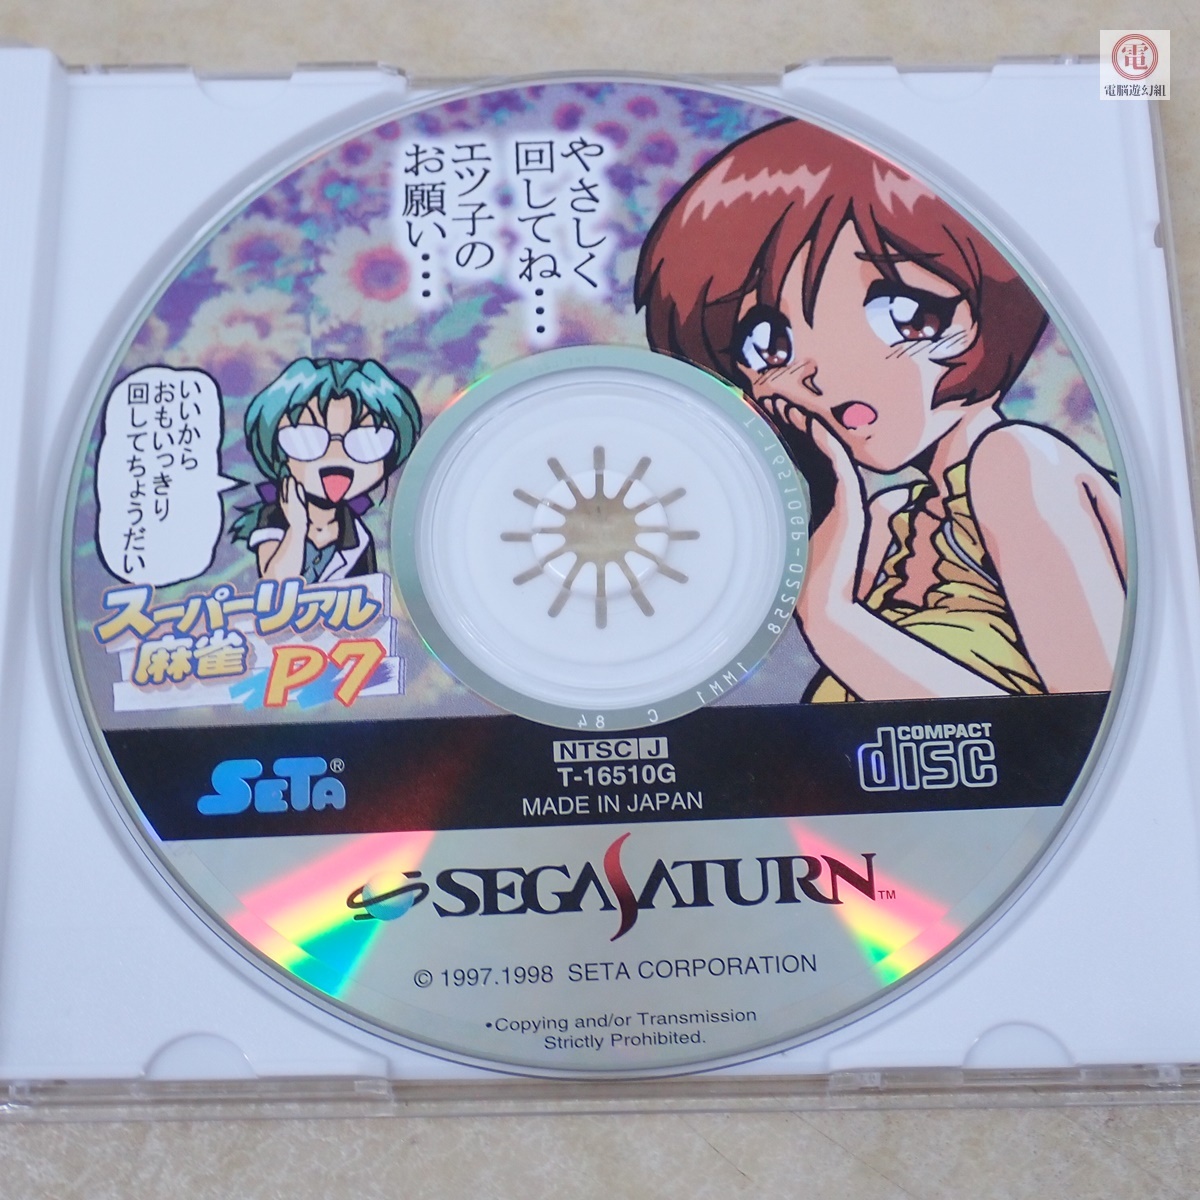 電
電脳遊幻組
やさしく
回してね…
エツ子の
お願い…
いいから
おもいっきり
回してちょうだい
スーパーリアル
麻雀
P7
SETA®
NTSC J
T-16510G
MADE IN JAPAN
COMPACT
disc
SEGASATURN™
© 1997.1998 SETA CORPORATION
•Copying and/or Transmission
Strictly Prohibited.